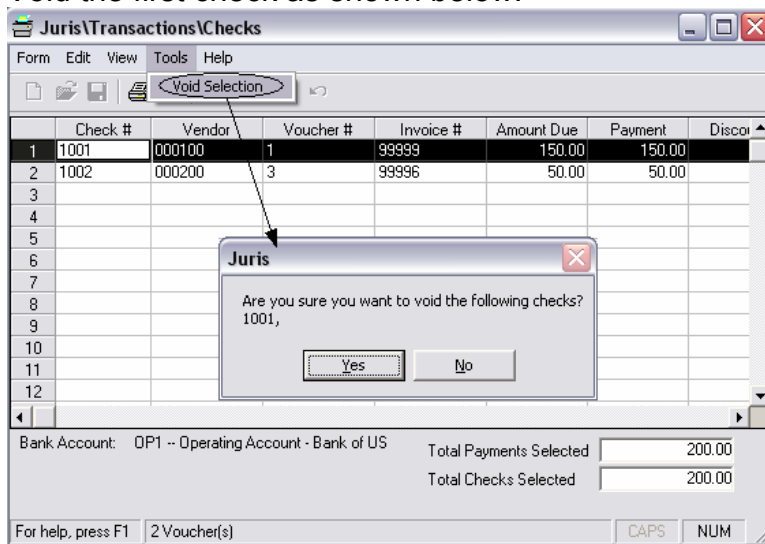 Void the first check as shown below:
Juris\Transactions\Checks
Form Edit View Tools Help
Void Selection
Check # Vendor Voucher # Invoice # Amount Due Payment
1 1001 000100 1 99999 150.00 150.00
2 1002 000200 3 99996 50.00 50.00
3
4
5
6
7
8
9
10
11
12
Juris
Are you sure you want to void the following checks?
1001,
Yes No
Bank Account: OP1 -- Operating Account - Bank of US
Total Payments Selected 200.00
Total Checks Selected 200.00
For help, press F1 2 Voucher(s) CAPS NUM